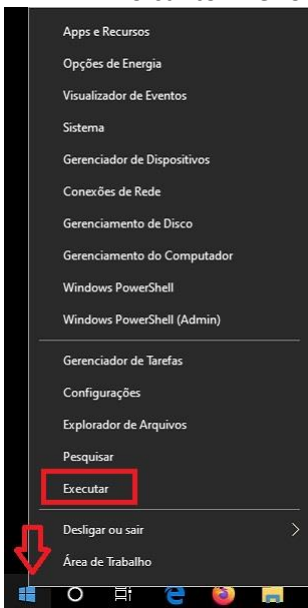 Apps e Recursos
Opções de Energia
Visualizador de Eventos
Sistema
Gerenciador de Dispositivos
Conexões de Rede
Gerenciamento de Disco
Gerenciamento do Computador
Windows PowerShell
Windows PowerShell (Admin)
Gerenciador de Tarefas
Configurações
Explorador de Arquivos
Pesquisar
Executar
Desligar ou sair
Área de Trabalho